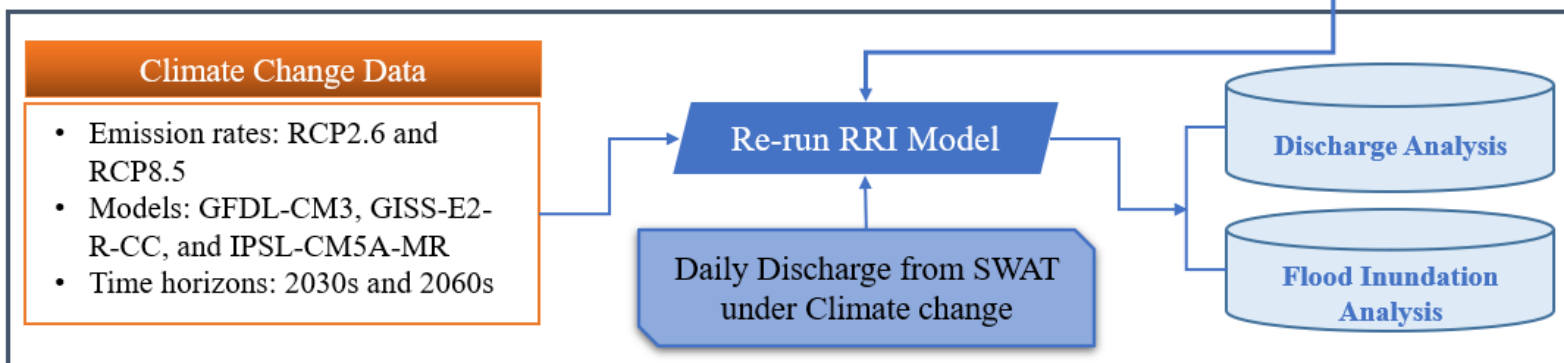 Climate Change Data
• Emission rates: RCP2.6 and
RCP8.5
• Models: GFDL-CM3, GISS-E2-
R-CC, and IPSL-CM5A-MR
• Time horizons: 2030s and 2060s
Re-run RRI Model
Daily Discharge from SWAT
under Climate change
Discharge Analysis
Flood Inundation
Analysis